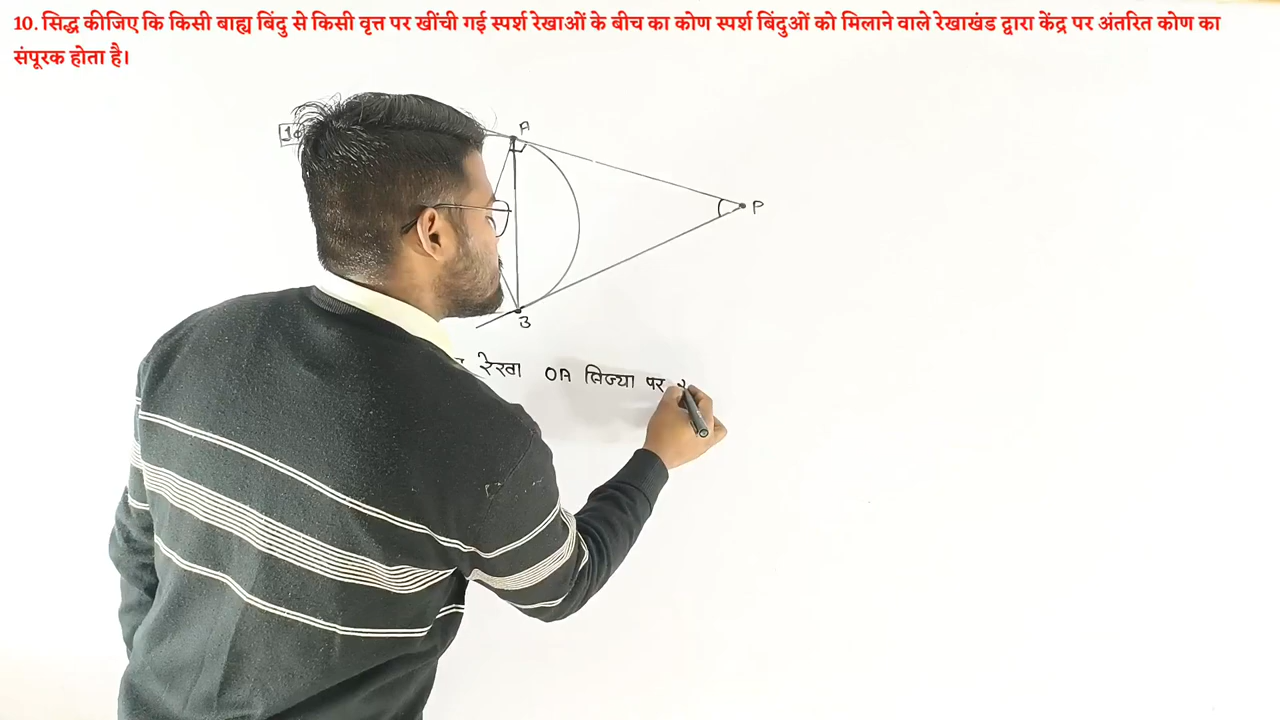 10. सिद्ध कीजिए कि किसी बाह्य बिंदु से किसी वृत्त पर खींची गई स्पर्श रेखाओं के बीच का कोण स्पर्श बिंदुओं को मिलाने वाले रेखाखंड द्वारा केंद्र पर अंतरित कोण का
संपूरक होता है।
A
P
B
रेखा OA त्रिज्या पर